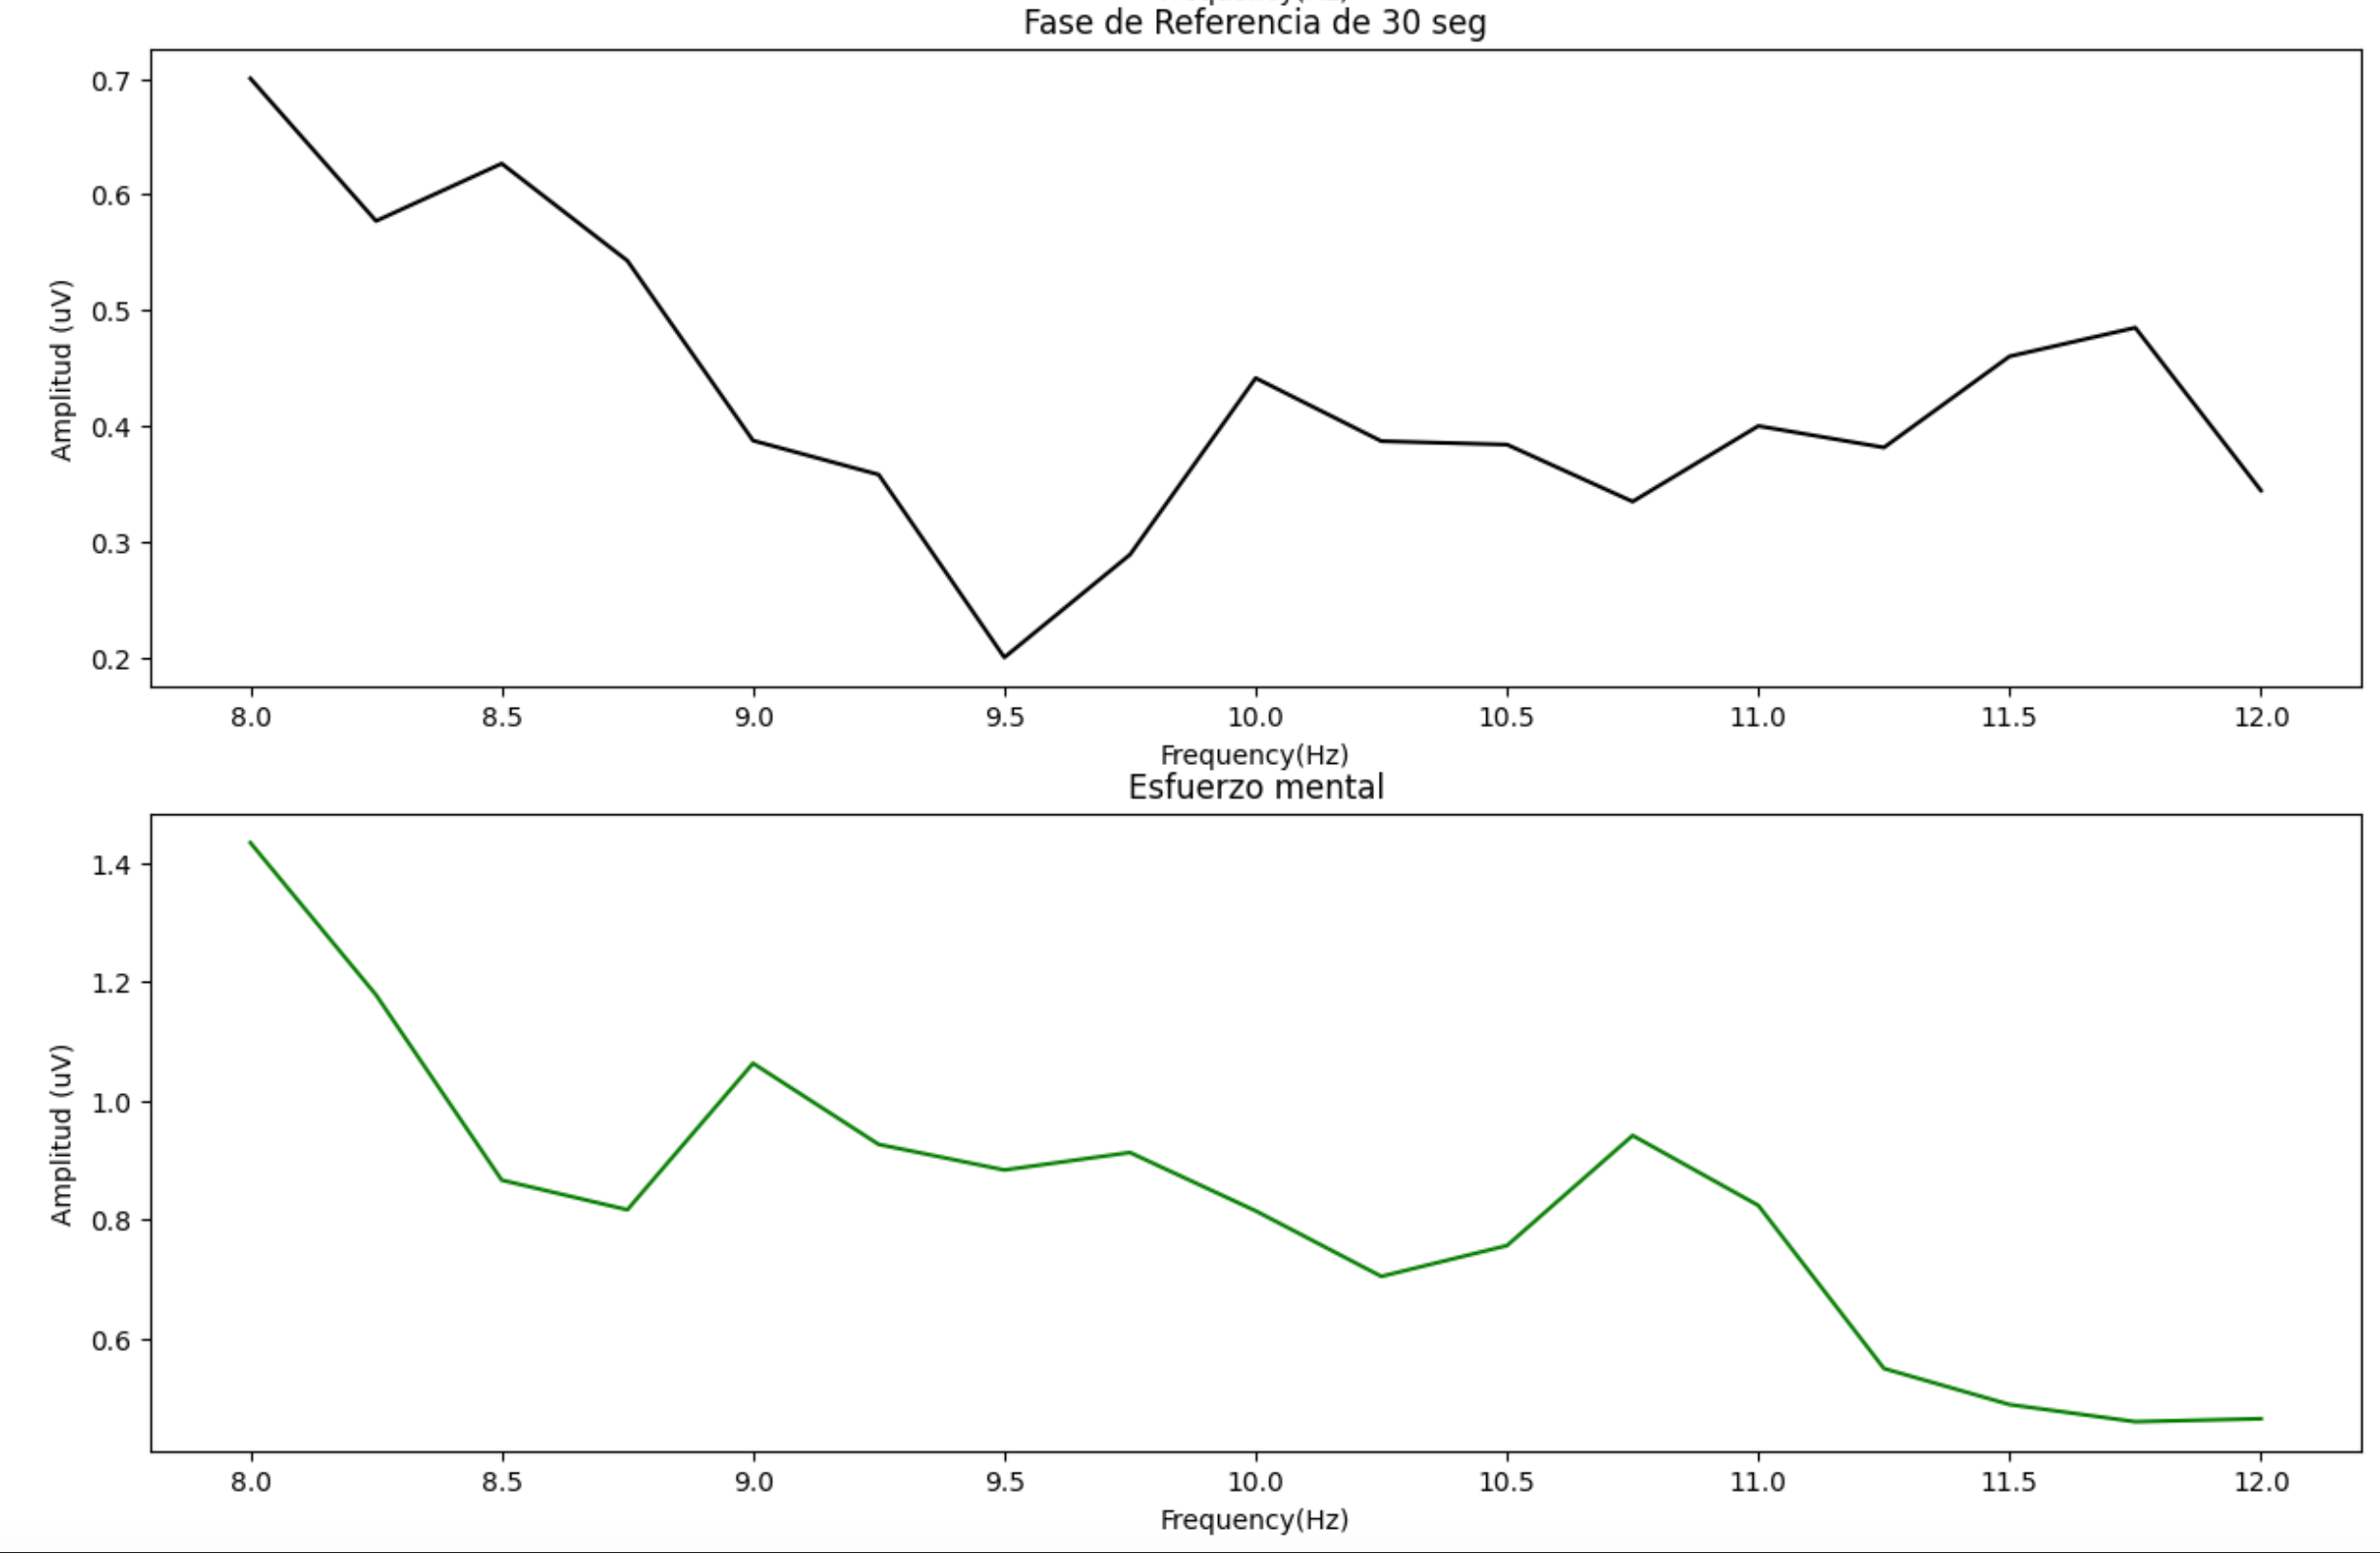 Fase de Referencia de 30 seg
0.7
0.6
0.5
0.4
0.3
0.2
Amplitud (uV)
8.0 8.5 9.0 9.5 10.0 10.5 11.0 11.5 12.0
Frequency(Hz)
Esfuerzo mental
1.4
1.2
1.0
0.8
0.6
Amplitud (uV)
8.0 8.5 9.0 9.5 10.0 10.5 11.0 11.5 12.0
Frequency(Hz)